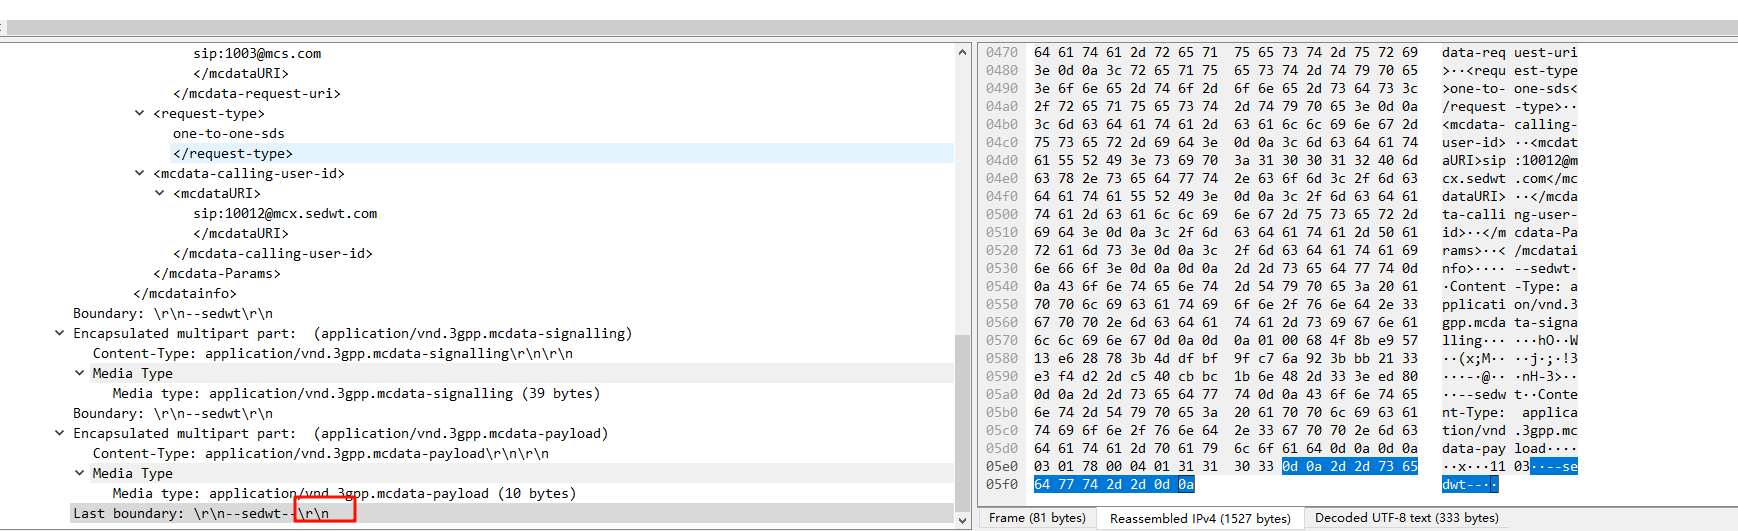 sip:1003@mcs.com
</mcdataURI>
</mcdata-request-uri>
<request-type>
one-to-one-sds
</request-type>
<mcdata-calling-user-id>
<mcdataURI>
sip:10012@mcx.sedwt.com
</mcdataURI>
</mcdata-calling-user-id>
</mcdata-Params>
</mcdatainfo>
Boundary: \r\n--sedwt\r\n
Encapsulated multipart part:  (application/vnd.3gpp.mcdata-signalling)
Content-Type: application/vnd.3gpp.mcdata-signalling\r\n\r\n
Media Type
Media type: application/vnd.3gpp.mcdata-signalling (39 bytes)
Boundary: \r\n--sedwt\r\n
Encapsulated multipart part:  (application/vnd.3gpp.mcdata-payload)
Content-Type: application/vnd.3gpp.mcdata-payload\r\n\r\n
Media Type
Media type: application/vnd.3gpp.mcdata-payload (10 bytes)
Last boundary: \r\n--sedwt--\r\n
0470 64 61 74 61 2d 72 65 71 75 65 73 74 2d 75 72 69 data-req uest-uri
0480 3e 0d 0a 3c 72 65 71 75 65 73 74 2d 74 79 70 65 >··<requ est-type
0490 3e 6f 6e 65 2d 74 6f 2d 6f 6e 65 2d 73 64 73 3c >one-to- one-sds<
04a0 2f 72 65 71 75 65 73 74 2d 74 79 70 65 3e 0d 0a /request -type>··
04b0 3c 6d 63 64 61 74 61 2d 63 61 6c 6c 69 6e 67 2d <mcdata- calling-
04c0 75 73 65 72 2d 69 64 3e 0d 0a 3c 6d 63 64 61 74 user-id> ··<mcdat
04d0 61 55 52 49 3e 73 69 70 3a 31 30 30 31 32 40 6d aURI>sip :10012@m
04e0 63 78 2e 73 65 64 77 74 2e 63 6f 6d 3c 2f 6d 63 cx.sedwt .com</mc
04f0 64 61 74 61 55 52 49 3e 0d 0a 3c 2f 6d 63 64 61 dataURI> ··</mcda
0500 74 61 2d 63 61 6c 6c 69 6e 67 2d 75 73 65 72 2d ta-calli ng-user-
0510 69 64 3e 0d 0a 3c 2f 6d 63 64 61 74 61 2d 50 61 id>··</m cdata-Pa
0520 72 61 6d 73 3e 0d 0a 3c 2f 6d 63 64 61 74 61 69 rams>··< /mcdatai
0530 6e 66 6f 3e 0d 0a 0d 0a 2d 2d 73 65 64 77 74 0d nfo>···· --sedwt·
0540 0a 43 6f 6e 74 65 6e 74 2d 54 79 70 65 3a 20 61 ·Content -Type: a
0550 70 70 6c 69 63 61 74 69 6f 6e 2f 76 6e 64 2e 33 pplicati on/vnd.3
0560 67 70 70 2e 6d 63 64 61 74 61 2d 73 69 67 6e 61 gpp.mcda ta-signa
0570 6c 6c 69 6e 67 0d 0a 0d 0a 01 00 68 4f 8b e9 57 lling··· ···hO··W
0580 13 e6 28 78 3b 4d df bf 9f c7 6a 92 3b bb 21 33 ··(x;M·· ··j·;·!3
0590 e3 f4 d2 2d c5 40 cb bc 1b 6e 48 2d 33 3e ed 80 ···-·@·· ·nH-3>··
05a0 0d 0a 2d 2d 73 65 64 77 74 0d 0a 43 6f 6e 74 65 ··--sedw t··Conte
05b0 6e 74 2d 54 79 70 65 3a 20 61 70 70 6c 69 63 61 nt-Type:  applica
05c0 74 69 6f 6e 2f 76 6e 64 2e 33 67 70 70 2e 6d 63 tion/vnd .3gpp.mc
05d0 64 61 74 61 2d 70 61 79 6c 6f 61 64 0d 0a 0d 0a data-pay load····
05e0 03 01 78 00 04 01 31 31 30 33 0d 0a 2d 2d 73 65 ··x···11 03··--se
05f0 64 77 74 2d 2d 0d 0a dwt--··
Frame (81 bytes) Reassembled IPv4 (1527 bytes) Decoded UTF-8 text (333 bytes)